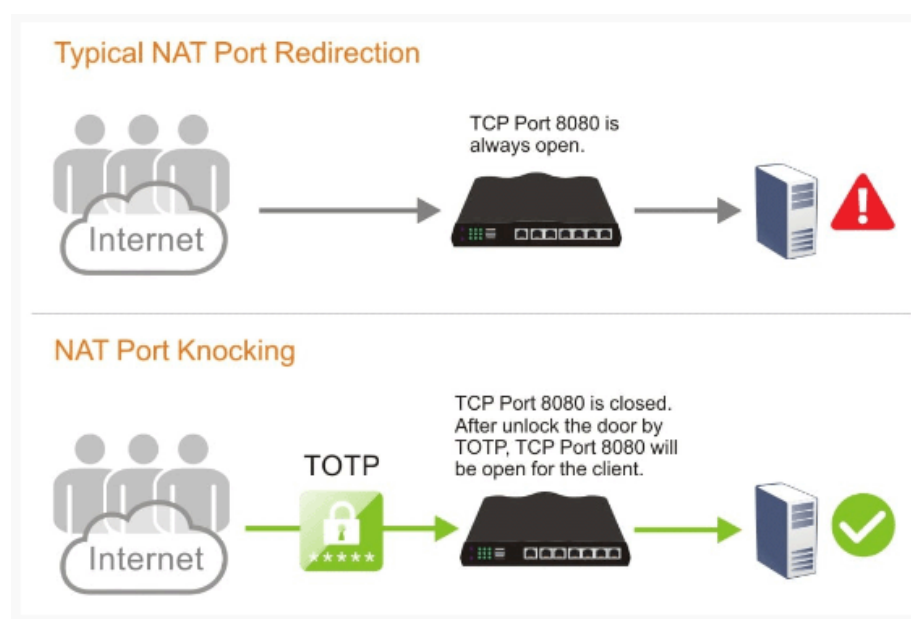 Typical NAT Port Redirection
TCP Port 8080 is
always open.
Internet
NAT Port Knocking
TCP Port 8080 is closed.
After unlock the door by
TOTP, TCP Port 8080 will
be open for the client.
TOTP
*****
Internet